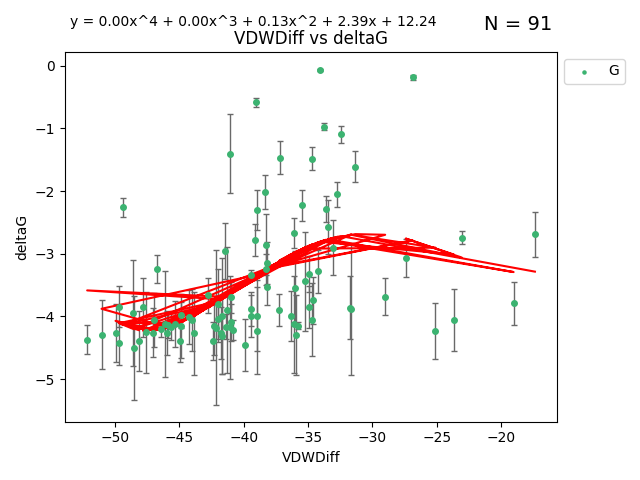 y = 0.00x^4 + 0.00x^3 + 0.13x^2 + 2.39x + 12.24
N = 91
VDWDiff vs deltaG
G
0
−1
−2
−3
−4
−5
deltaG
−50 −45 −40 −35 −30 −25 −20
VDWDiff